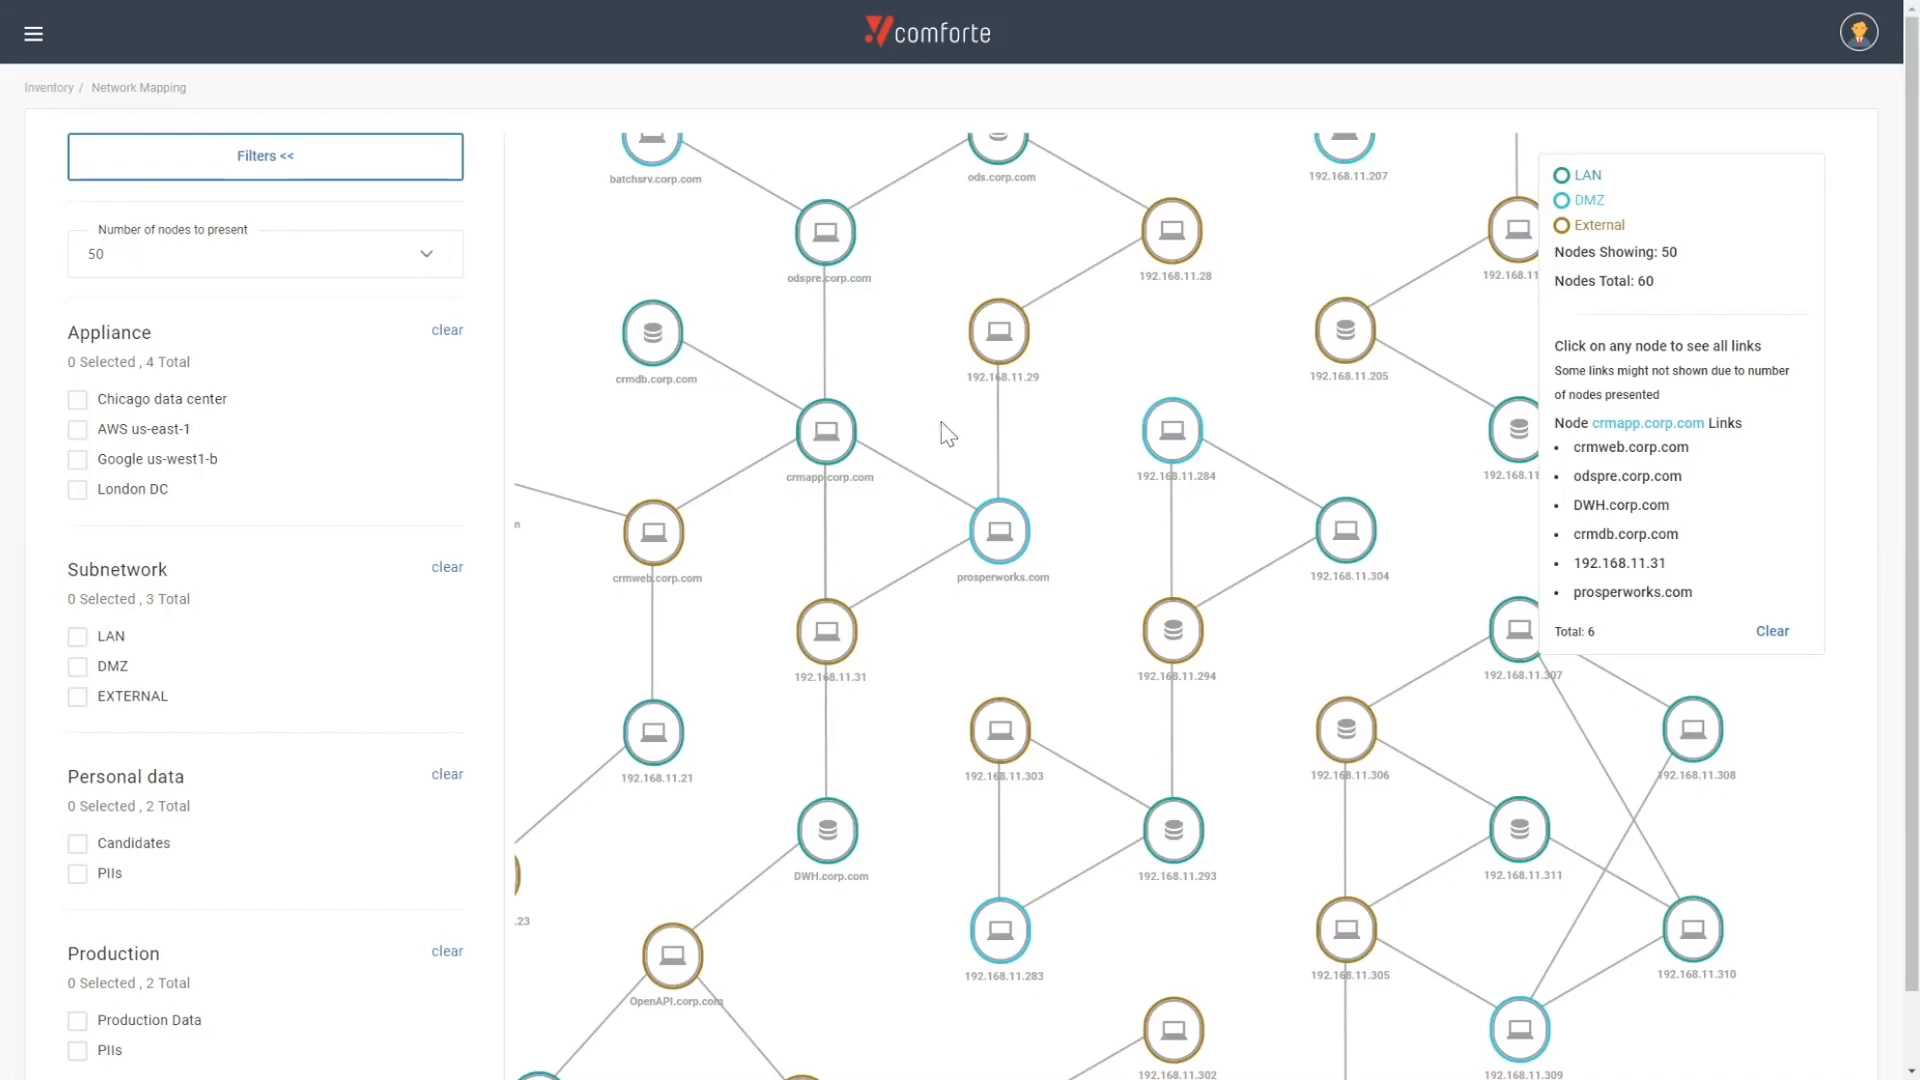 comforte
Inventory / Network Mapping
Filters <<
Number of nodes to present
50
Appliance
clear
0 Selected , 4 Total
Chicago data center
AWS us-east-1
Google us-west1-b
London DC
Subnetwork
clear
0 Selected , 3 Total
LAN
DMZ
EXTERNAL
Personal data
clear
0 Selected , 2 Total
Candidates
PIIs
Production
clear
0 Selected , 2 Total
Production Data
PIIs
batchsrv.corp.com
ods.corp.com
192.168.11.207
odspre.corp.com
192.168.11.28
192.168.11
crmdb.corp.com
192.168.11.29
192.168.11.205
crmapp.corp.com
192.168.11.284
192.168.11
n
crmweb.corp.com
prosperworks.com
192.168.11.304
192.168.11.31
192.168.11.294
192.168.11.307
192.168.11.21
192.168.11.303
192.168.11.306
192.168.11.308
DWH.corp.com
192.168.11.293
192.168.11.311
.23
OpenAPI.corp.com
192.168.11.283
192.168.11.305
192.168.11.310
192.168.11.302
192.168.11.309
LAN
DMZ
External
Nodes Showing: 50
Nodes Total: 60
Click on any node to see all links
Some links might not shown due to number
of nodes presented
Node crmapp.corp.com Links
• crmweb.corp.com
• odspre.corp.com
• DWH.corp.com
• crmdb.corp.com
• 192.168.11.31
• prosperworks.com
Total: 6
Clear